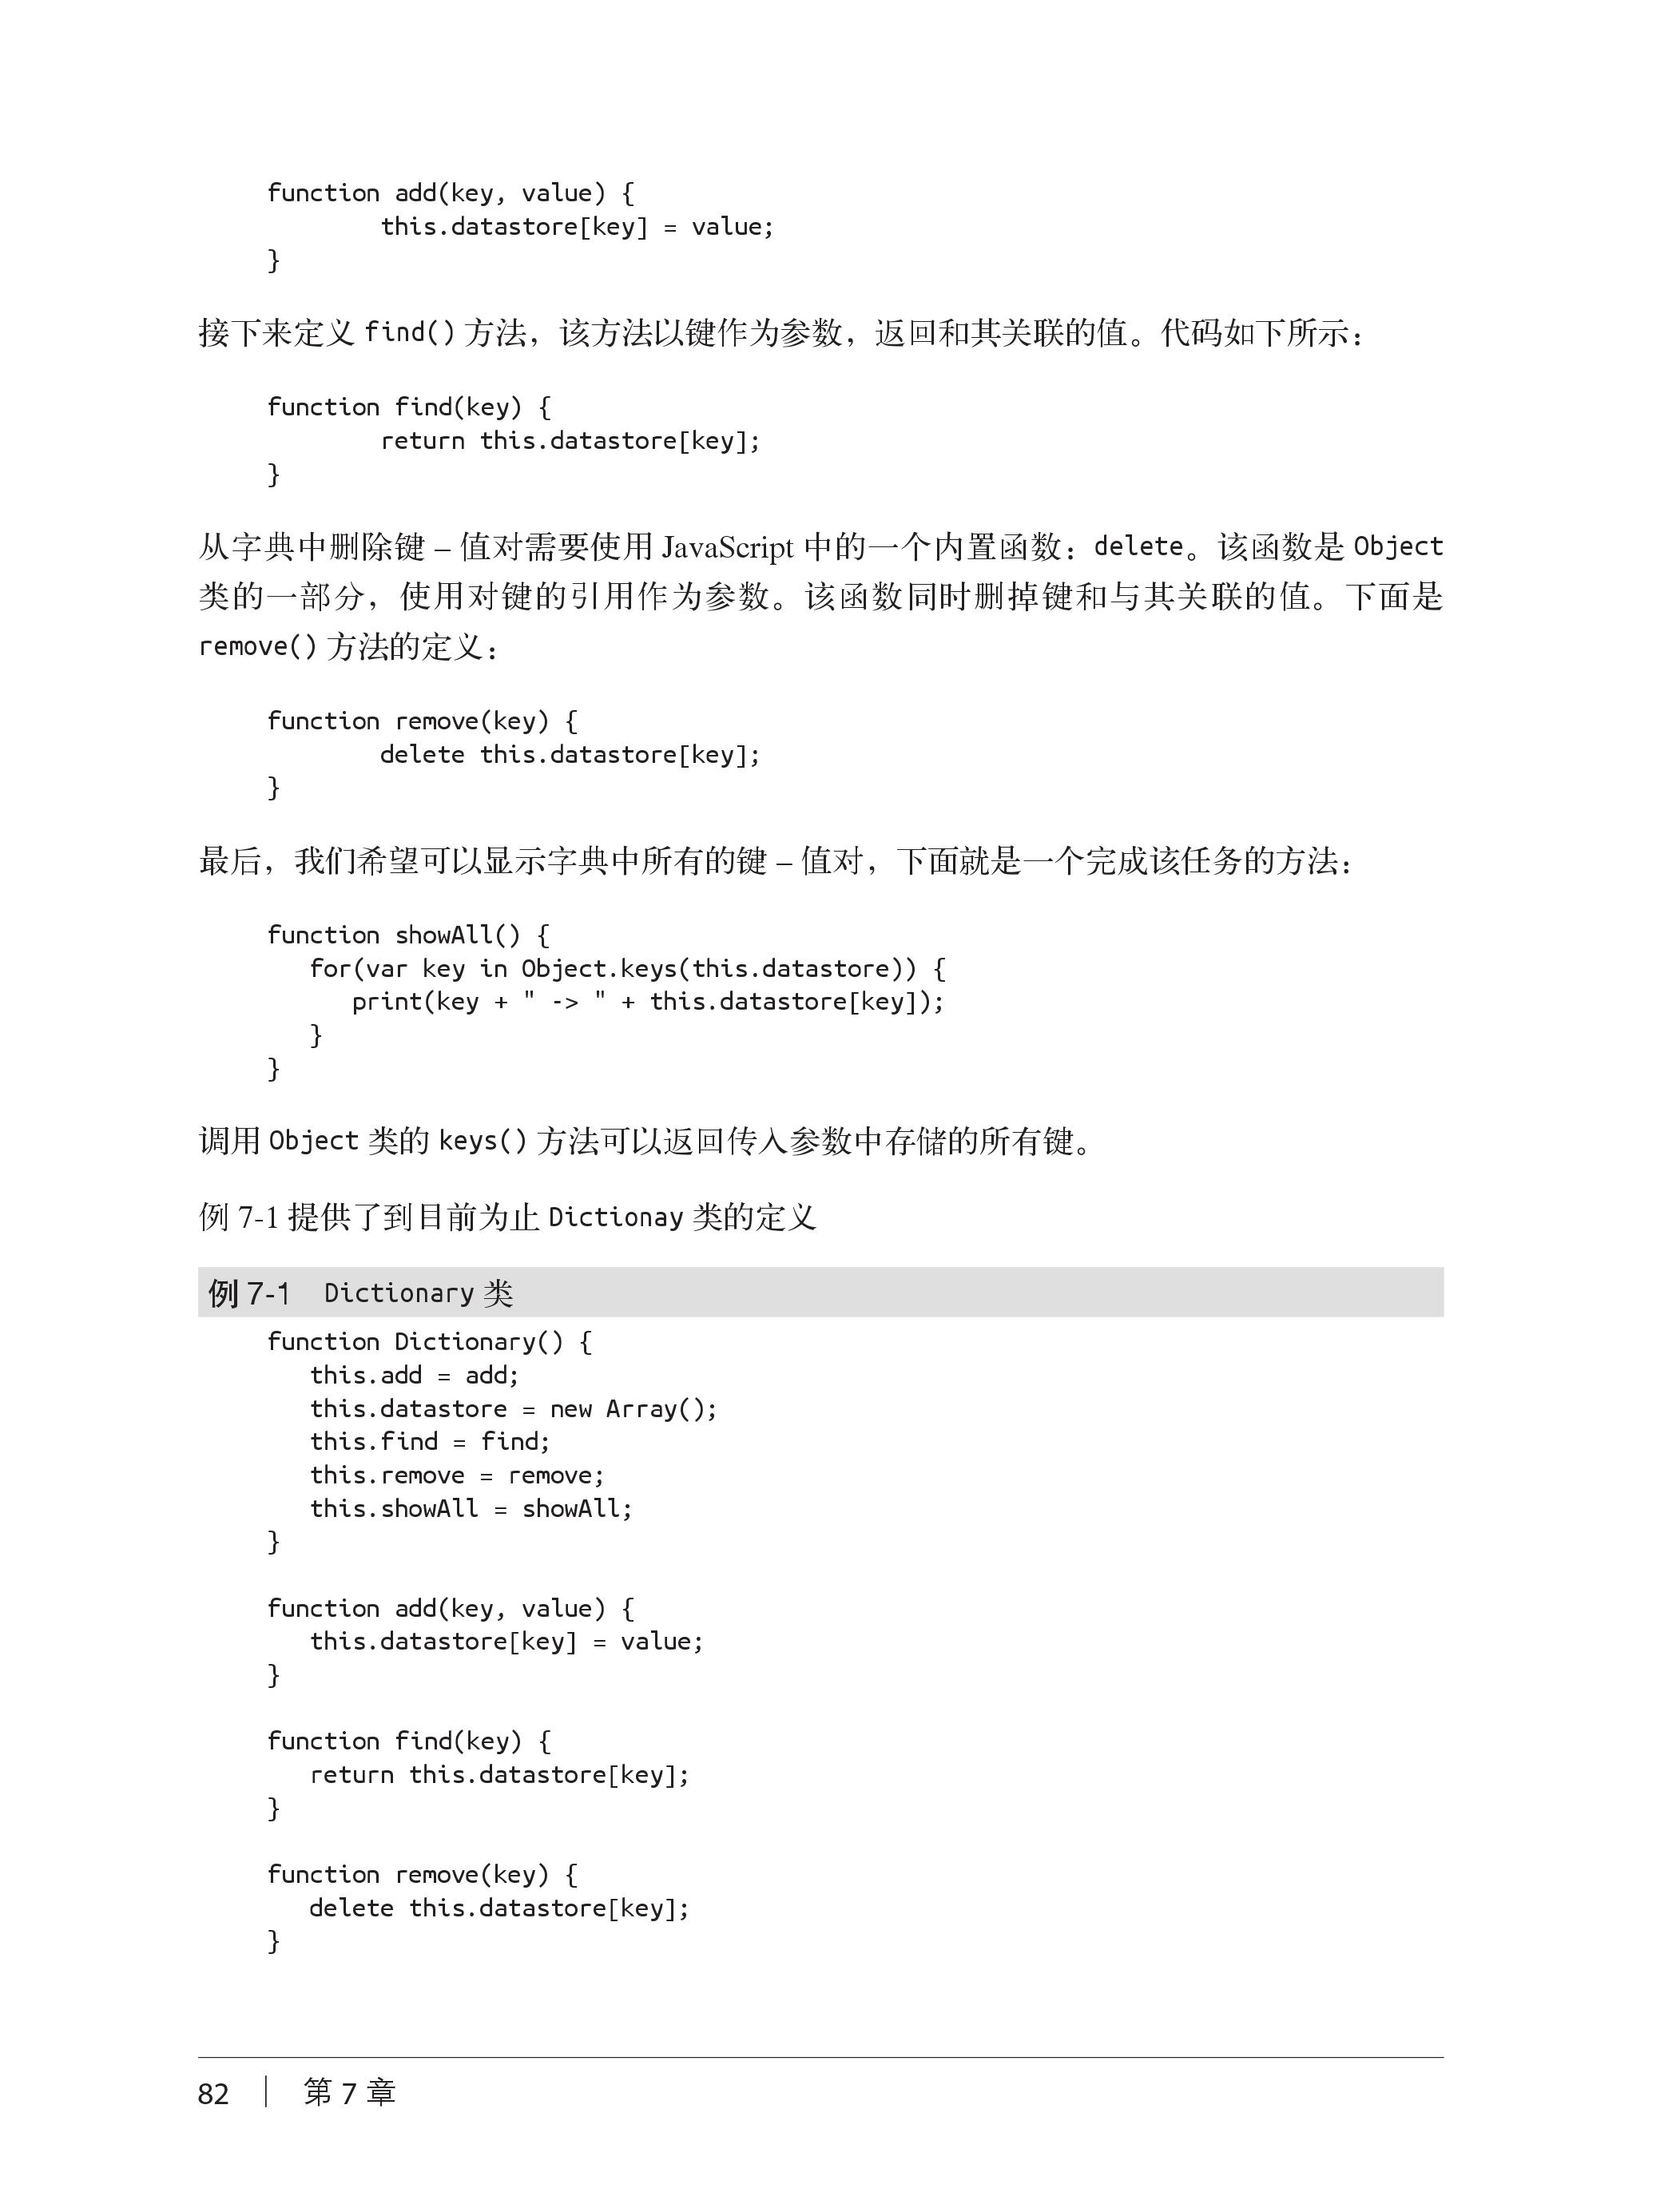 function add(key, value) {
        this.datastore[key] = value;
}
接下来定义 find() 方法，该方法以键作为参数，返回和其关联的值。代码如下所示：
function find(key) {
        return this.datastore[key];
}
从字典中删除键 – 值对需要使用 JavaScript 中的一个内置函数：delete。该函数是 Object
类的一部分，使用对键的引用作为参数。该函数同时删掉键和与其关联的值。下面是
remove() 方法的定义：
function remove(key) {
        delete this.datastore[key];
}
最后，我们希望可以显示字典中所有的键 – 值对，下面就是一个完成该任务的方法：
function showAll() {
   for(var key in Object.keys(this.datastore)) {
      print(key + " -> " + this.datastore[key]);
   }
}
调用 Object 类的 keys() 方法可以返回传入参数中存储的所有键。
例 7-1 提供了到目前为止 Dictionay 类的定义
例 7-1　Dictionary 类
function Dictionary() {
   this.add = add;
   this.datastore = new Array();
   this.find = find;
   this.remove = remove;
   this.showAll = showAll;
}
function add(key, value) {
   this.datastore[key] = value;
}
function find(key) {
   return this.datastore[key];
}
function remove(key) {
   delete this.datastore[key];
}
82 ｜ 第 7 章